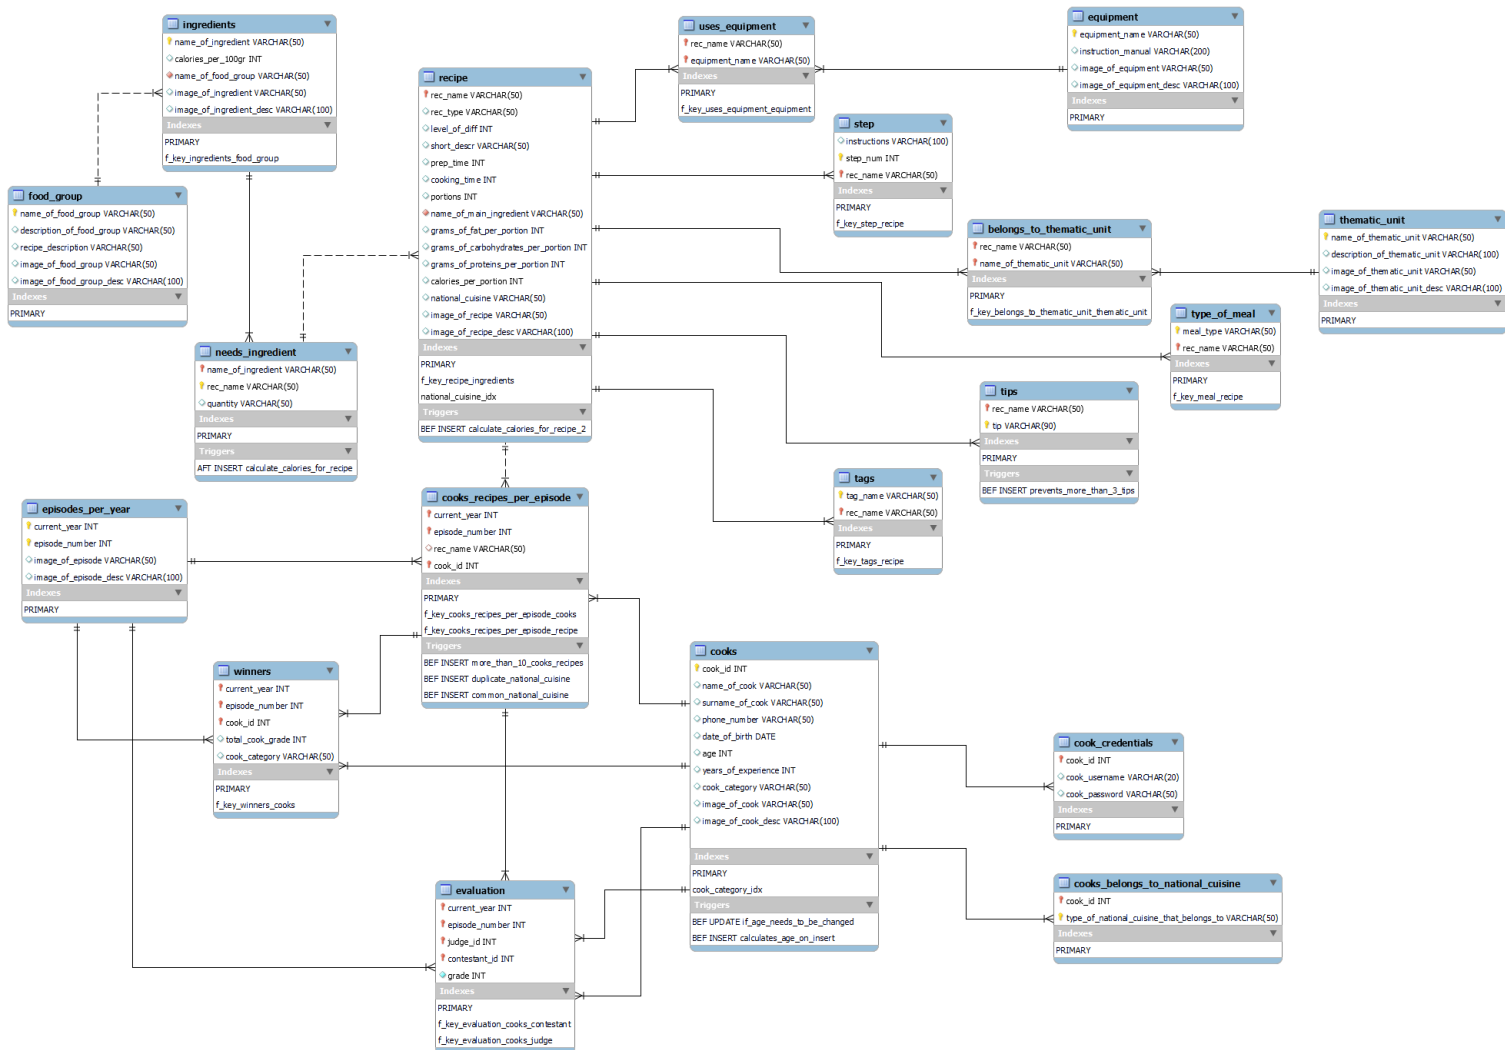 ingredients
name_of_ingredient VARCHAR(50)
calories_per_100gr INT
name_of_food_group VARCHAR(50)
image_of_ingredient VARCHAR(50)
image_of_ingredient_desc VARCHAR(100)
Indexes
PRIMARY
f_key_ingredients_food_group
food_group
name_of_food_group VARCHAR(50)
description_of_food_group VARCHAR(50)
recipe_description VARCHAR(50)
image_of_food_group VARCHAR(50)
image_of_food_group_desc VARCHAR(100)
Indexes
PRIMARY
needs_ingredient
name_of_ingredient VARCHAR(50)
rec_name VARCHAR(50)
quantity VARCHAR(50)
Indexes
PRIMARY
Triggers
AFT INSERT calculate_calories_for_recipe
recipe
rec_name VARCHAR(50)
rec_type VARCHAR(50)
level_of_diff INT
short_descr VARCHAR(50)
prep_time INT
cooking_time INT
portions INT
name_of_main_ingredient VARCHAR(50)
grams_of_fat_per_portion INT
grams_of_carbohydrates_per_portion INT
grams_of_proteins_per_portion INT
calories_per_portion INT
national_cuisine VARCHAR(50)
image_of_recipe VARCHAR(50)
image_of_recipe_desc VARCHAR(100)
Indexes
PRIMARY
f_key_recipe_ingredients
national_cuisine_idx
Triggers
BEF INSERT calculate_calories_for_recipe_2
uses_equipment
rec_name VARCHAR(50)
equipment_name VARCHAR(50)
Indexes
PRIMARY
f_key_uses_equipment_equipment
equipment
equipment_name VARCHAR(50)
instruction_manual VARCHAR(200)
image_of_equipment VARCHAR(50)
image_of_equipment_desc VARCHAR(100)
Indexes
PRIMARY
step
instructions VARCHAR(100)
step_num INT
rec_name VARCHAR(50)
Indexes
PRIMARY
f_key_step_recipe
belongs_to_thematic_unit
rec_name VARCHAR(50)
name_of_thematic_unit VARCHAR(50)
Indexes
PRIMARY
f_key_belongs_to_thematic_unit_thematic_unit
thematic_unit
name_of_thematic_unit VARCHAR(50)
description_of_thematic_unit VARCHAR(100)
image_of_thematic_unit VARCHAR(50)
image_of_thematic_unit_desc VARCHAR(100)
Indexes
PRIMARY
type_of_meal
meal_type VARCHAR(50)
rec_name VARCHAR(50)
Indexes
PRIMARY
f_key_meal_recipe
tips
rec_name VARCHAR(50)
tip VARCHAR(90)
Indexes
PRIMARY
Triggers
BEF INSERT prevents_more_than_3_tips
tags
tag_name VARCHAR(50)
rec_name VARCHAR(50)
Indexes
PRIMARY
f_key_tags_recipe
episodes_per_year
current_year INT
episode_number INT
image_of_episode VARCHAR(50)
image_of_episode_desc VARCHAR(100)
Indexes
PRIMARY
cooks_recipes_per_episode
current_year INT
episode_number INT
rec_name VARCHAR(50)
cook_id INT
Indexes
PRIMARY
f_key_cooks_recipes_per_episode_cooks
f_key_cooks_recipes_per_episode_recipe
Triggers
BEF INSERT more_than_10_cooks_recipes
BEF INSERT duplicate_national_cuisine
BEF INSERT common_national_cuisine
winners
current_year INT
episode_number INT
cook_id INT
total_cook_grade INT
cook_category VARCHAR(50)
Indexes
PRIMARY
f_key_winners_cooks
cooks
cook_id INT
name_of_cook VARCHAR(50)
surname_of_cook VARCHAR(50)
phone_number VARCHAR(50)
date_of_birth DATE
age INT
years_of_experience INT
cook_category VARCHAR(50)
image_of_cook VARCHAR(50)
image_of_cook_desc VARCHAR(100)
Indexes
PRIMARY
cook_category_idx
Triggers
BEF UPDATE if_age_needs_to_be_changed
BEF INSERT calculates_age_on_insert
cook_credentials
cook_id INT
cook_username VARCHAR(20)
cook_password VARCHAR(50)
Indexes
PRIMARY
cooks_belongs_to_national_cuisine
cook_id INT
type_of_national_cuisine_that_belongs_to VARCHAR(50)
Indexes
PRIMARY
evaluation
current_year INT
episode_number INT
judge_id INT
contestant_id INT
grade INT
Indexes
PRIMARY
f_key_evaluation_cooks_contestant
f_key_evaluation_cooks_judge